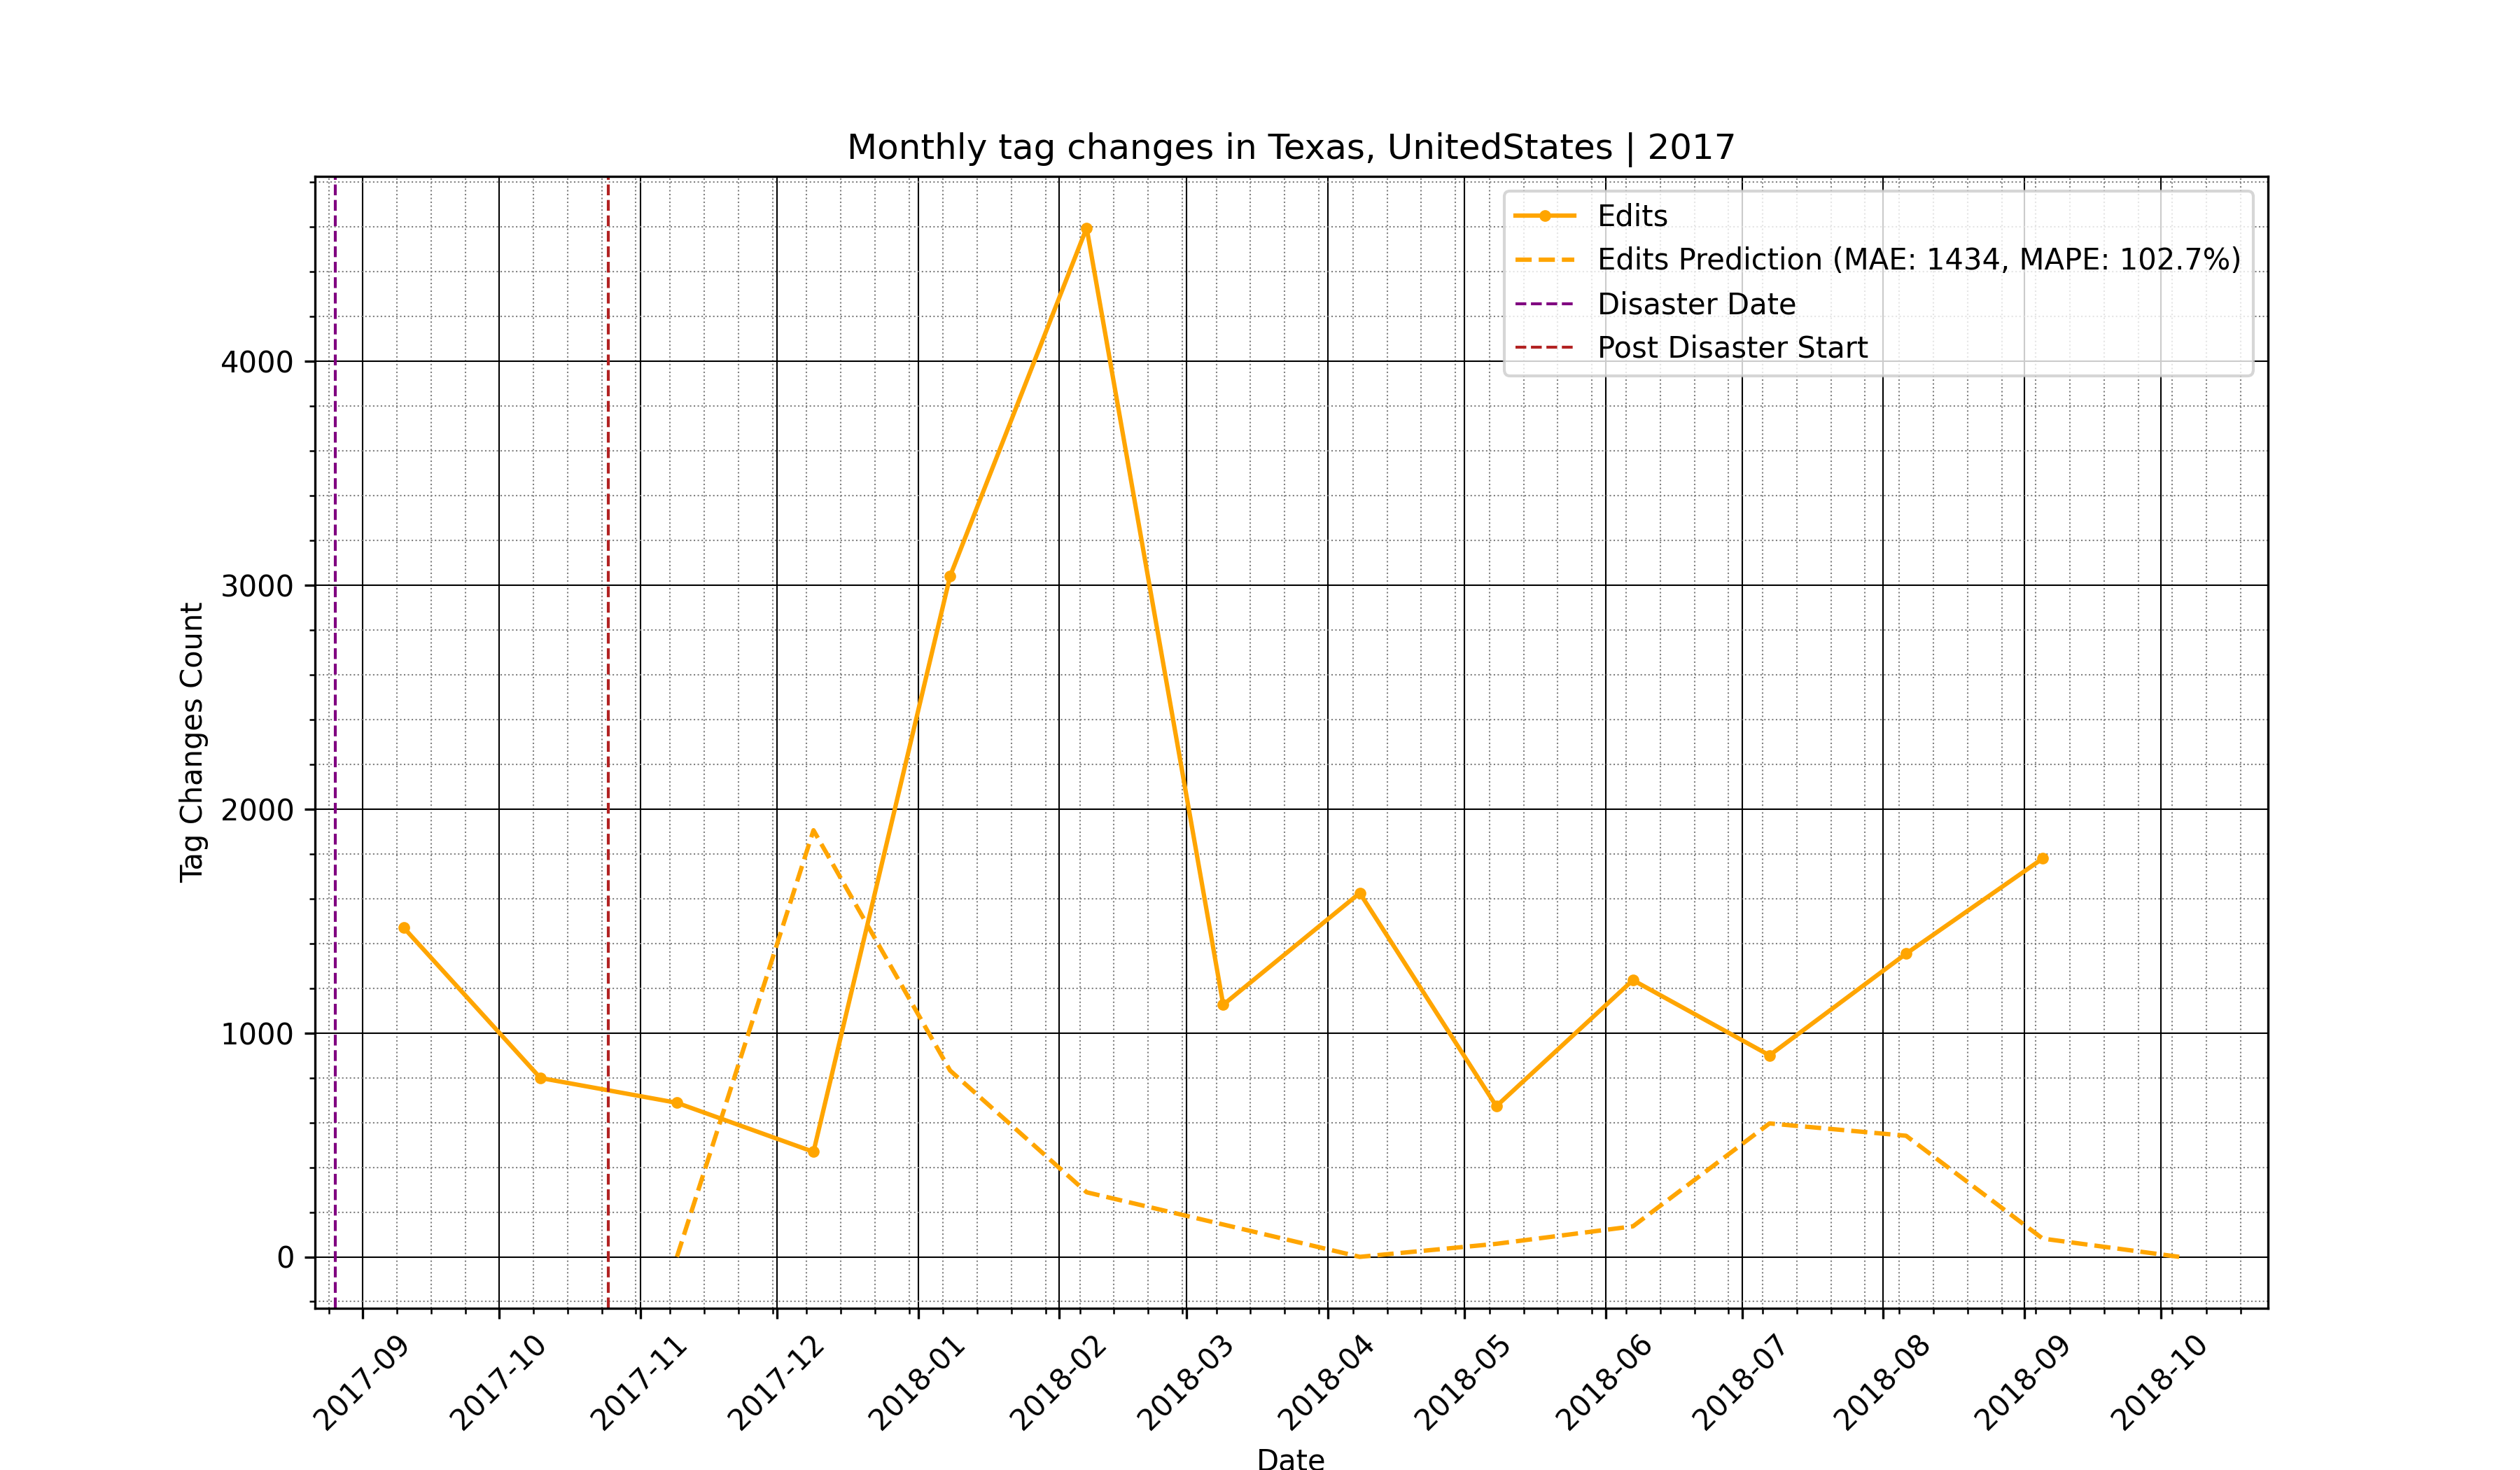 Monthly tag changes in Texas, UnitedStates | 2017
Edits
Edits Prediction (MAE: 1434, MAPE: 102.7%)
Disaster Date
Post Disaster Start
Tag Changes Count
4000
3000
2000
1000
0
2017-09
2017-10
2017-11
2017-12
2018-01
2018-02
2018-03
2018-04
2018-05
2018-06
2018-07
2018-08
2018-09
2018-10
Date